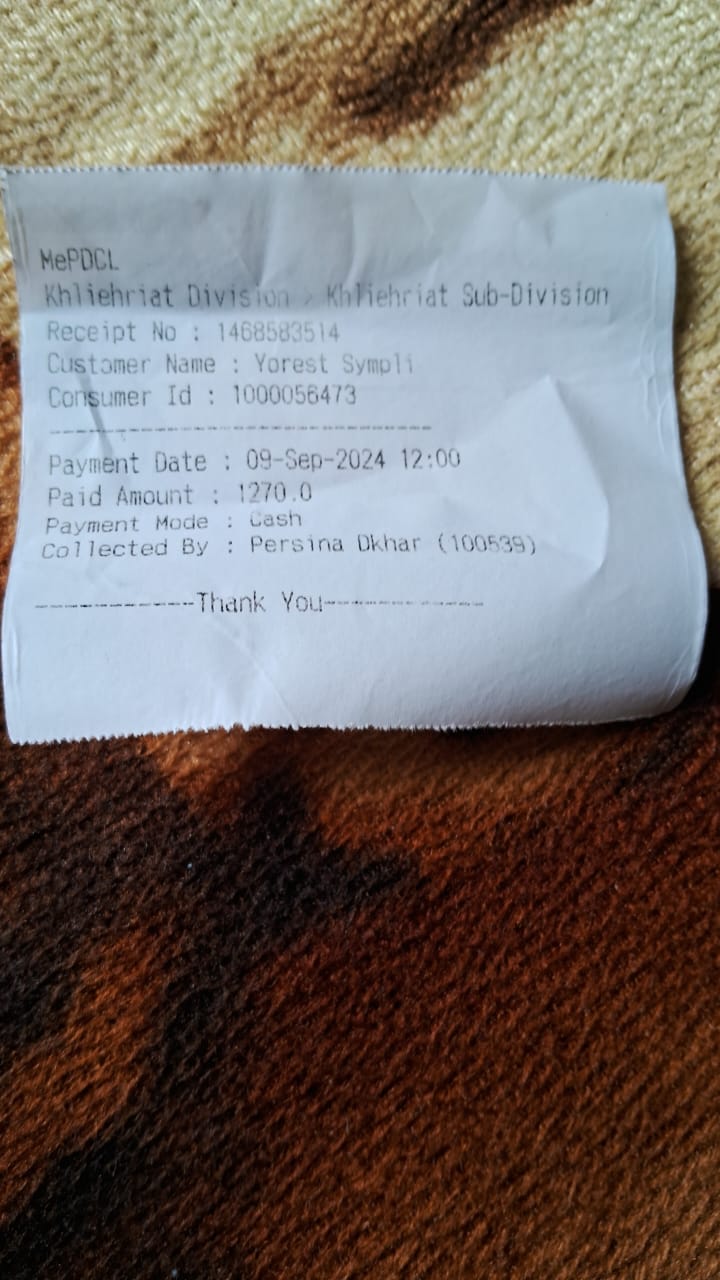 MePDCL
Khliehriat Division > Khliehriat Sub-Division
Receipt No : 1468583514
Customer Name : Yorest Sympli
Consumer Id : 1000056473
--------------------------------
Payment Date : 09-Sep-2024 12:00
Paid Amount : 1270.0
Payment Mode : Cash
Collected By : Persina Dkhar (100539)
-------------Thank You-------------